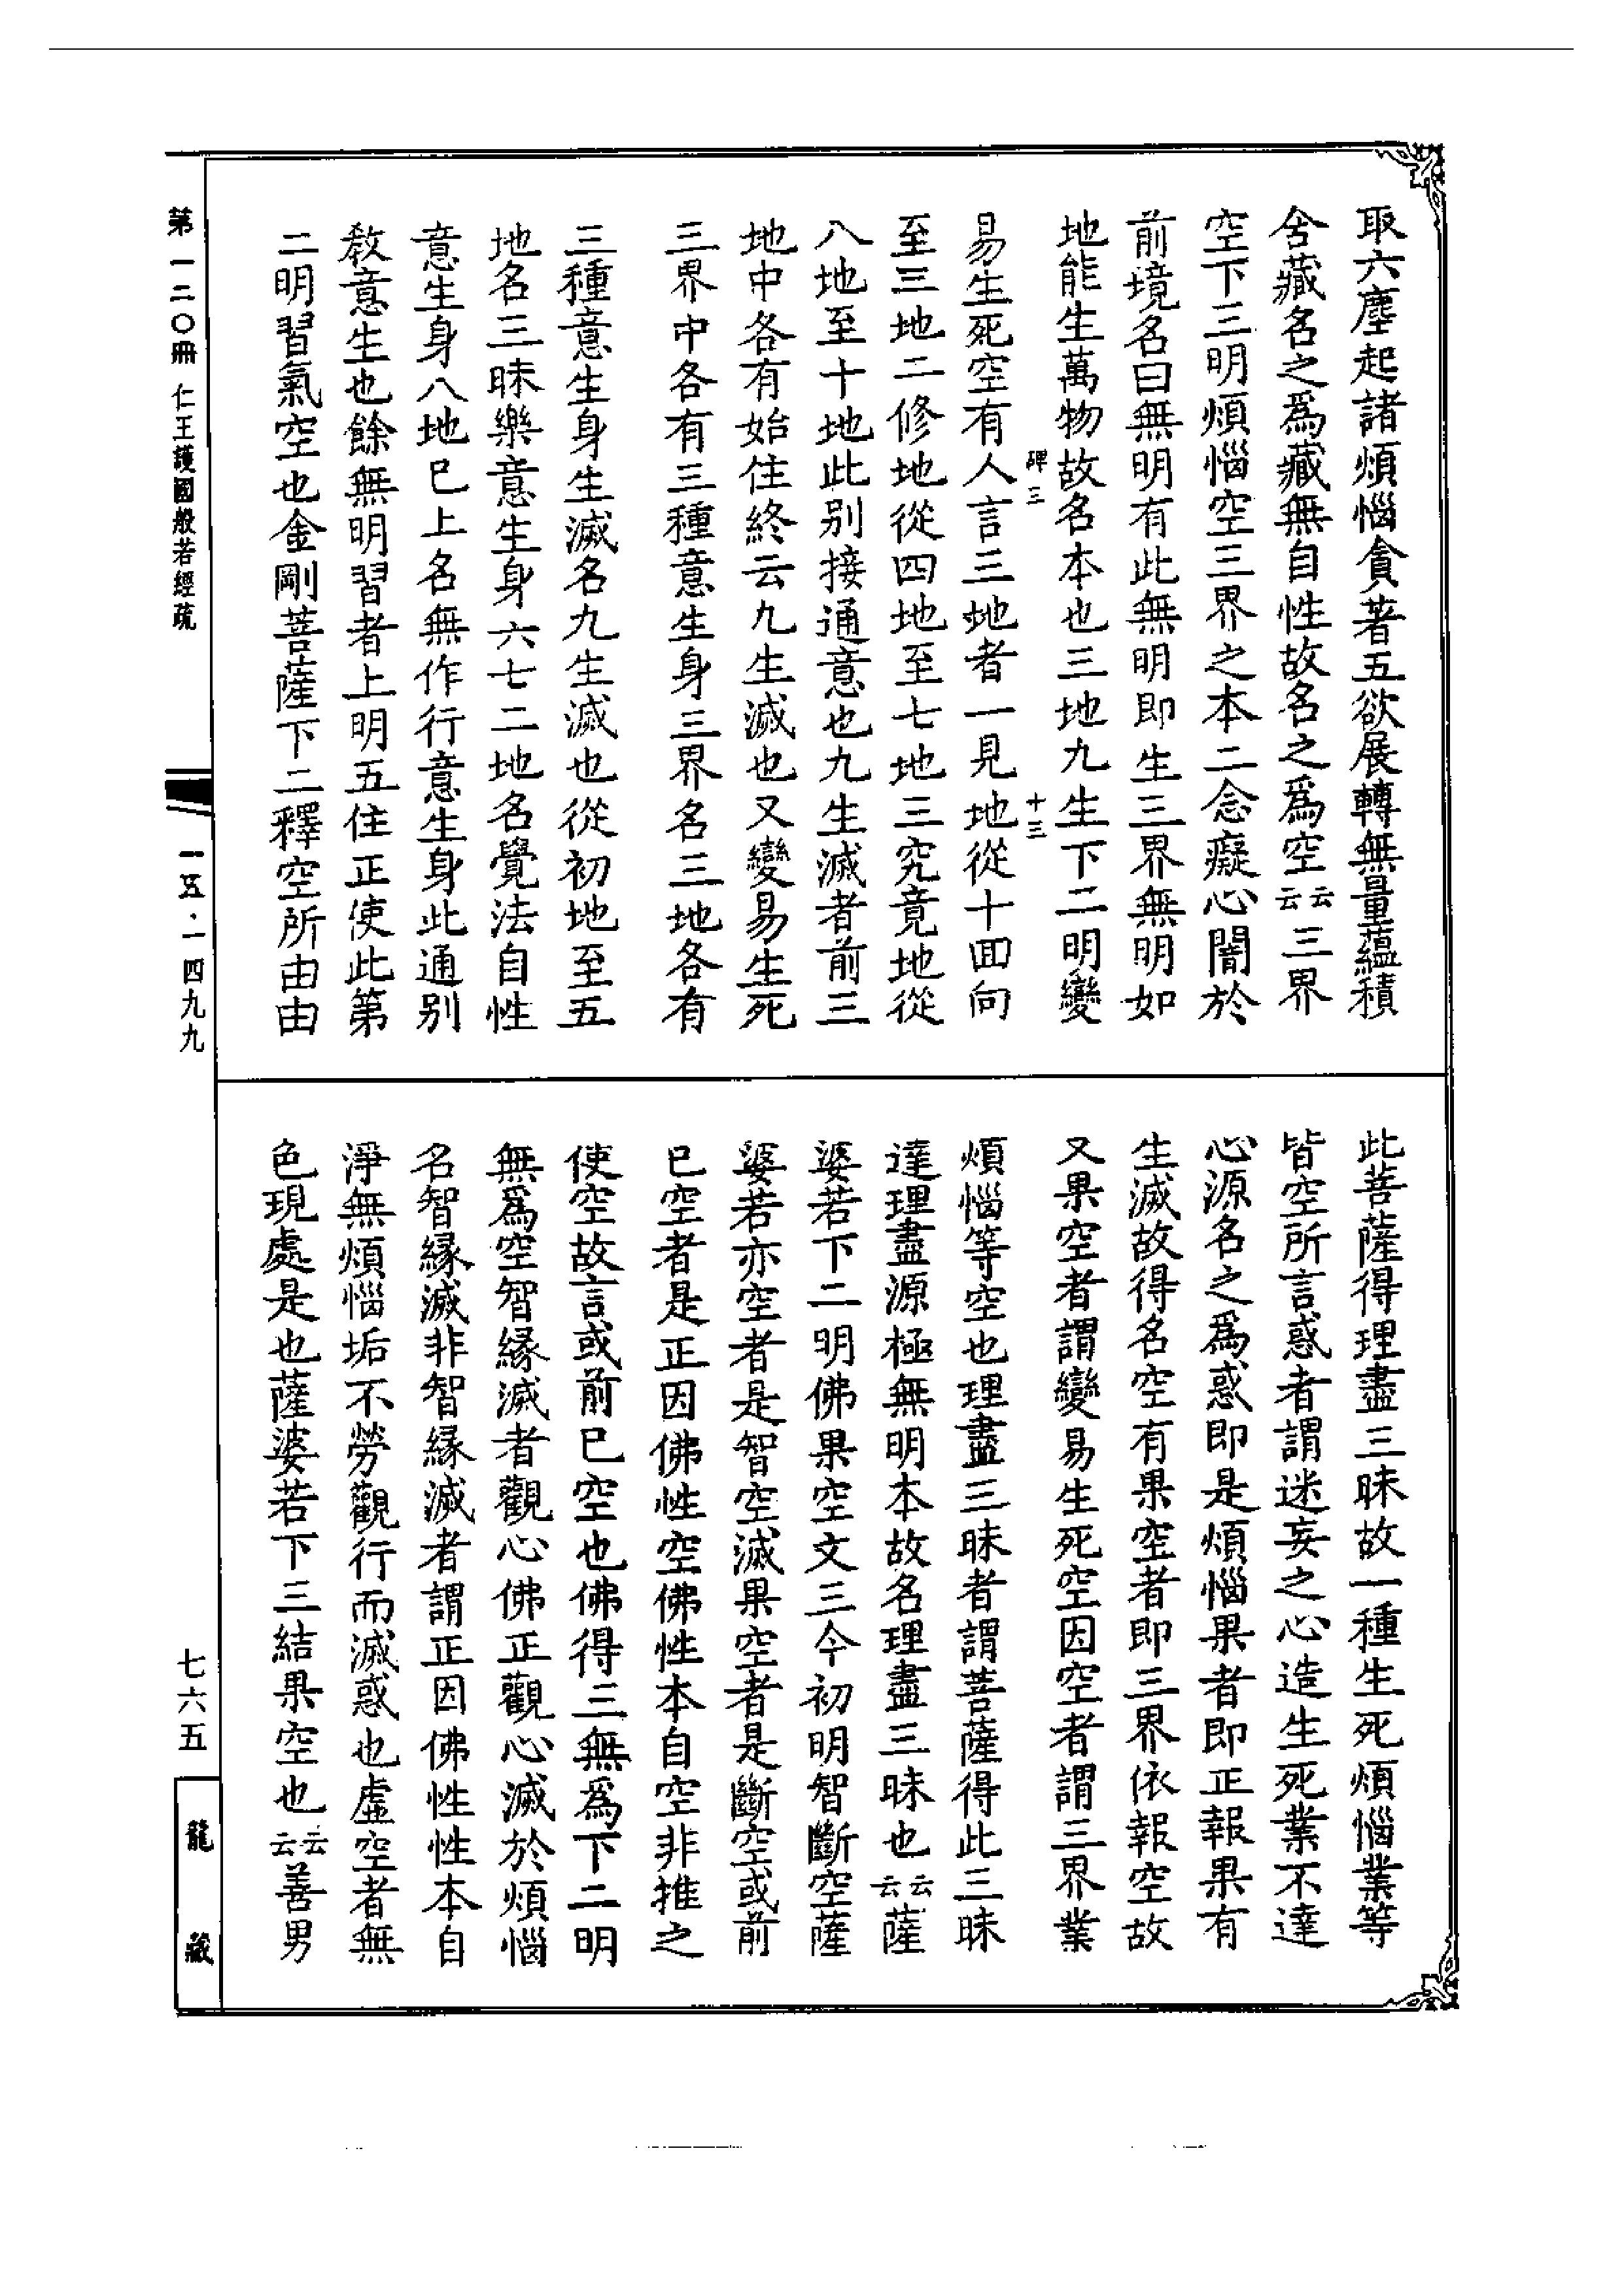 取六塵起諸煩惱貪著五欲展轉無量蘊積
舍藏名之爲藏無自性故名之爲空云云三界
空下三明煩惱空三界之本二念癡心闇於
前境名曰無明有此無明即生三界無明如
地能生萬物故名本也三地九生下二明變
碑三
十三
易生死空有人言三地者一見地從十回向
至三地二修地從四地至七地三究竟地從
八地至十地此別接通意也九生滅者前三
地中各有始住終云九生滅也又變易生死
三界中各有三種意生身三界名三地各有
三種意生身生滅名九生滅也從初地至五
地名三昧樂意生身六七二地名覺法自性
意生身八地已上名無作行意生身此通別
教意生也餘無明習者上明五住正使此第
二明習氣空也金剛菩薩下二釋空所由由
此菩薩得理盡三昧故一種生死煩惱業等
皆空所言惑者謂迷妄之心造生死業不達
心源名之爲惑即是煩惱果者即正報果有
生滅故得名空有果空者即三界依報空故
又果空者謂變易生死空因空者謂三界業
煩惱等空也理盡三昧者謂菩薩得此三昧
達理盡源極無明本故名理盡三昧也云云薩
婆若下二明佛果空文三今初明智斷空薩
婆若亦空者是智空滅果空者是斷空或前
已空者是正因佛性空佛性本自空非推之
使空故言或前已空也佛得三無爲下二明
無爲空智緣滅者觀心佛正觀心滅於煩惱
名智緣滅非智緣滅者謂正因佛性性本自
淨無煩惱垢不勞觀行而滅惑也虛空者無
色現處是也薩婆若下三結果空也云云善男
第一二〇冊 仁王護國般若經疏
一五·一四九九
七六五
龍藏